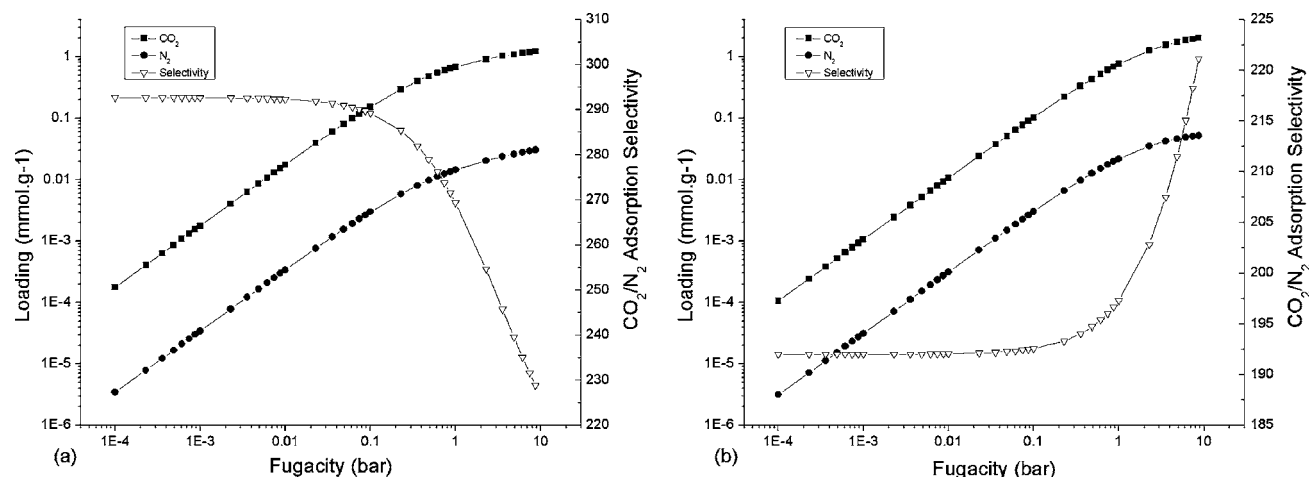 CO₂
N₂
Selectivity
Loading (mmol.g-1)
1
0.1
0.01
1E-3
1E-4
1E-5
1E-6
1E-4 1E-3 0.01 0.1 1 10
Fugacity (bar)
(a)
310
300
290
280
270
260
250
240
230
220
CO₂/N₂ Adsorption Selectivity
CO₂
N₂
Selectivity
Loading (mmol.g-1)
1
0.1
0.01
1E-3
1E-4
1E-5
1E-6
1E-4 1E-3 0.01 0.1 1 10
Fugacity (bar)
(b)
225
220
215
210
205
200
195
190
185
CO₂/N₂ Adsorption Selectivity